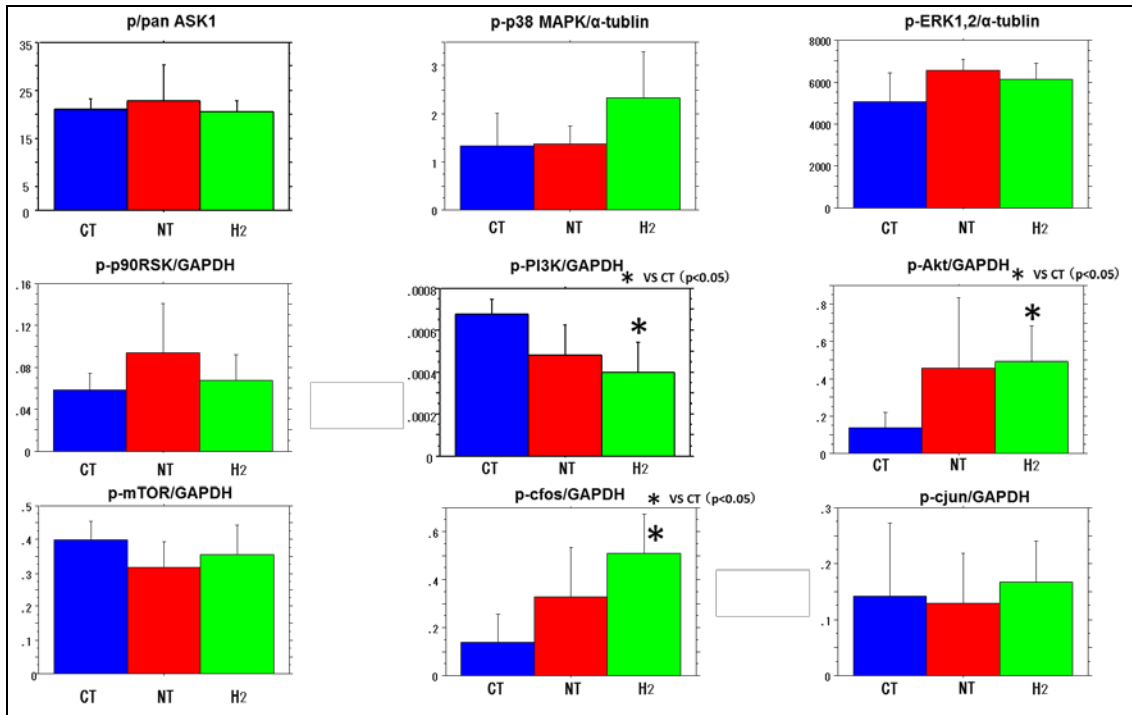 p/pan ASK1
35
25
15
5
0
CT NT H2
p-p38 MAPK/α-tublin
3
2
1
0
CT NT H2
p-ERK1,2/α-tublin
8000
6000
4000
2000
0
CT NT H2
p-p90RSK/GAPDH
.16
.12
.08
.04
0
CT NT H2
p-PI3K/GAPDH
* VS CT (p<0.05)
.0008
.0006
.0004
.0002
0
*
CT NT H2
p-Akt/GAPDH
* VS CT (p<0.05)
.8
.6
.4
.2
0
*
CT NT H2
p-mTOR/GAPDH
.5
.4
.3
.2
.1
0
CT NT H2
p-cfos/GAPDH
* VS CT (p<0.05)
.6
.4
.2
0
*
CT NT H2
p-cjun/GAPDH
.3
.2
.1
0
CT NT H2